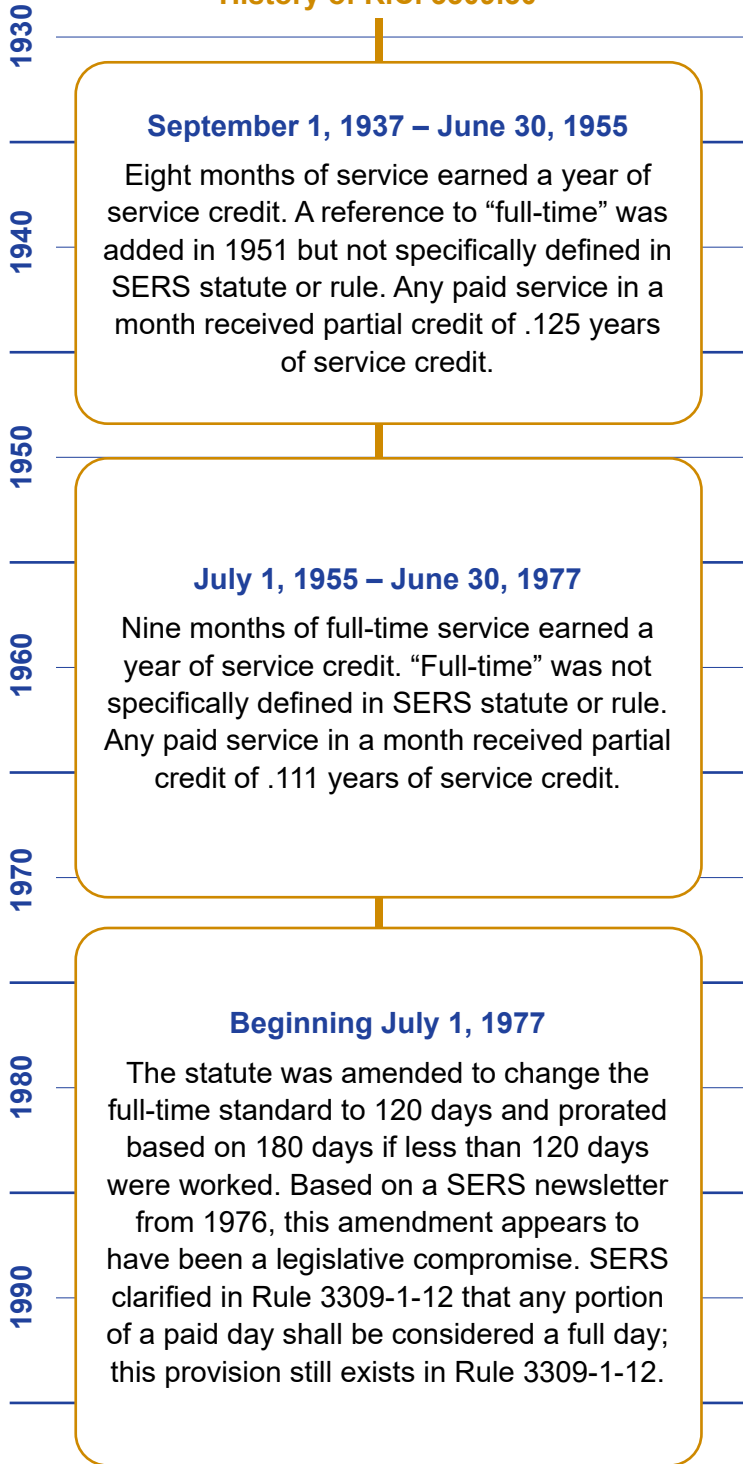 1930
September 1, 1937 – June 30, 1955
Eight months of service earned a year of
service credit. A reference to “full-time” was
added in 1951 but not specifically defined in
SERS statute or rule. Any paid service in a
month received partial credit of .125 years
of service credit.
1940
1950
July 1, 1955 – June 30, 1977
Nine months of full-time service earned a
year of service credit. “Full-time” was not
specifically defined in SERS statute or rule.
Any paid service in a month received partial
credit of .111 years of service credit.
1960
1970
Beginning July 1, 1977
The statute was amended to change the
full-time standard to 120 days and prorated
based on 180 days if less than 120 days
were worked. Based on a SERS newsletter
from 1976, this amendment appears to
have been a legislative compromise. SERS
clarified in Rule 3309-1-12 that any portion
of a paid day shall be considered a full day;
this provision still exists in Rule 3309-1-12.
1980
1990